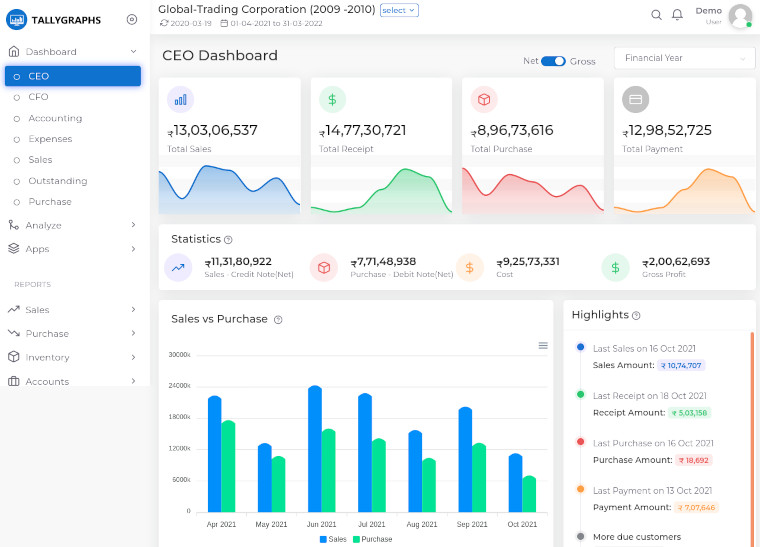 TALLYGRAPHS
Dashboard
CEO
CFO
Accounting
Expenses
Sales
Outstanding
Purchase
Analyze
Apps
REPORTS
Sales
Purchase
Inventory
Accounts
Global-Trading Corporation (2009 -2010) select
2020-03-19 01-04-2021 to 31-03-2022
Demo
User
CEO Dashboard
Net Gross
Financial Year
₹13,03,06,537
Total Sales
₹14,77,30,721
Total Receipt
₹8,96,73,616
Total Purchase
₹12,98,52,725
Total Payment
Statistics
₹11,31,80,922
Sales - Credit Note(Net)
₹7,71,48,938
Purchase - Debit Note(Net)
₹9,25,73,331
Cost
₹2,00,62,693
Gross Profit
Sales vs Purchase
30000k
24000k
18000k
12000k
6000k
0
Apr 2021 May 2021 Jun 2021 Jul 2021 Aug 2021 Sep 2021 Oct 2021
Sales Purchase
Highlights
Last Sales on 16 Oct 2021
Sales Amount: ₹ 10,74,707
Last Receipt on 18 Oct 2021
Receipt Amount: ₹ 5,03,158
Last Purchase on 16 Oct 2021
Purchase Amount: ₹ 18,692
Last Payment on 13 Oct 2021
Payment Amount: ₹ 7,07,646
More due customers